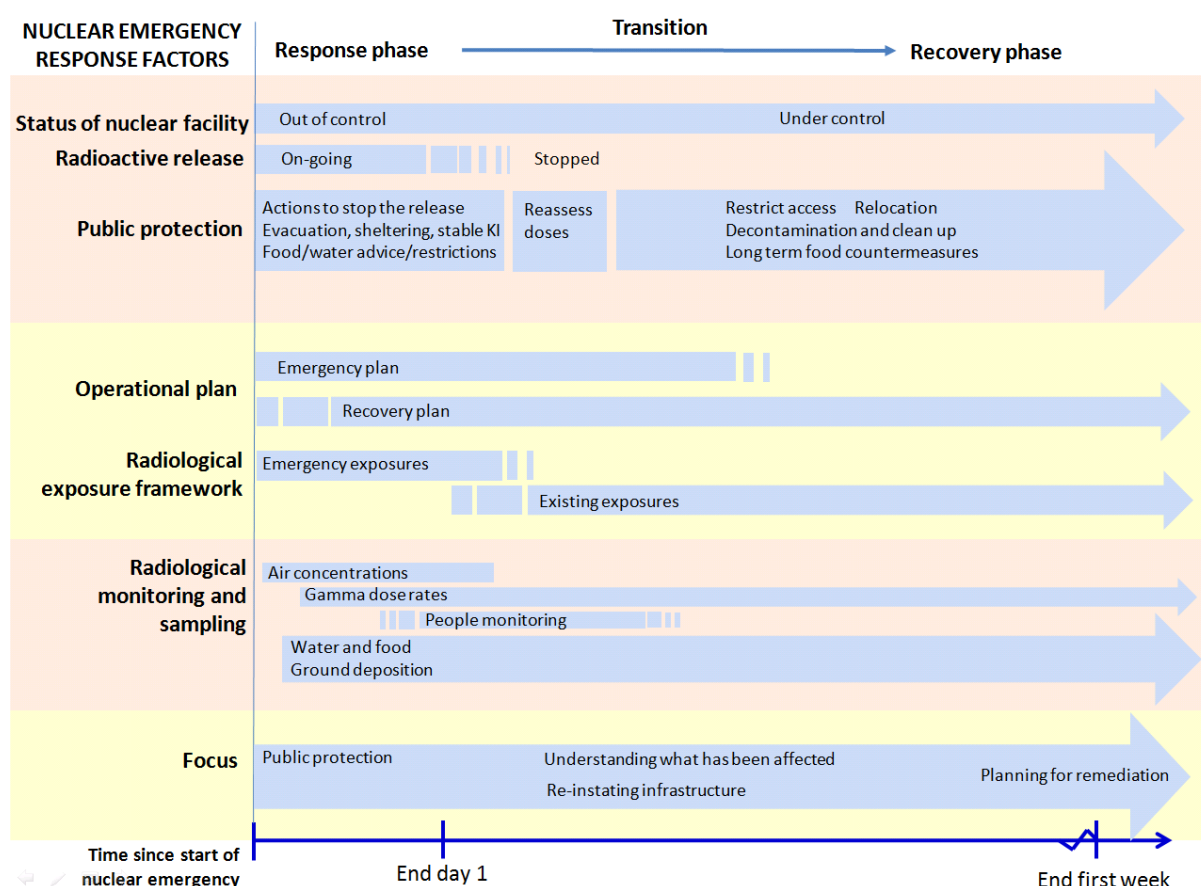 NUCLEAR EMERGENCY
RESPONSE FACTORS
Response phase
Transition
Recovery phase
Status of nuclear facility
Out of control
Under control
Radioactive release
On-going
Stopped
Public protection
Actions to stop the release
Evacuation, sheltering, stable KI
Food/water advice/restrictions
Reassess
doses
Restrict access Relocation
Decontamination and clean up
Long term food countermeasures
Operational plan
Emergency plan
Recovery plan
Radiological
exposure framework
Emergency exposures
Existing exposures
Radiological
monitoring and
sampling
Air concentrations
Gamma dose rates
People monitoring
Water and food
Ground deposition
Focus
Public protection
Understanding what has been affected
Re-instating infrastructure
Planning for remediation
Time since start of
nuclear emergency
End day 1
End first week